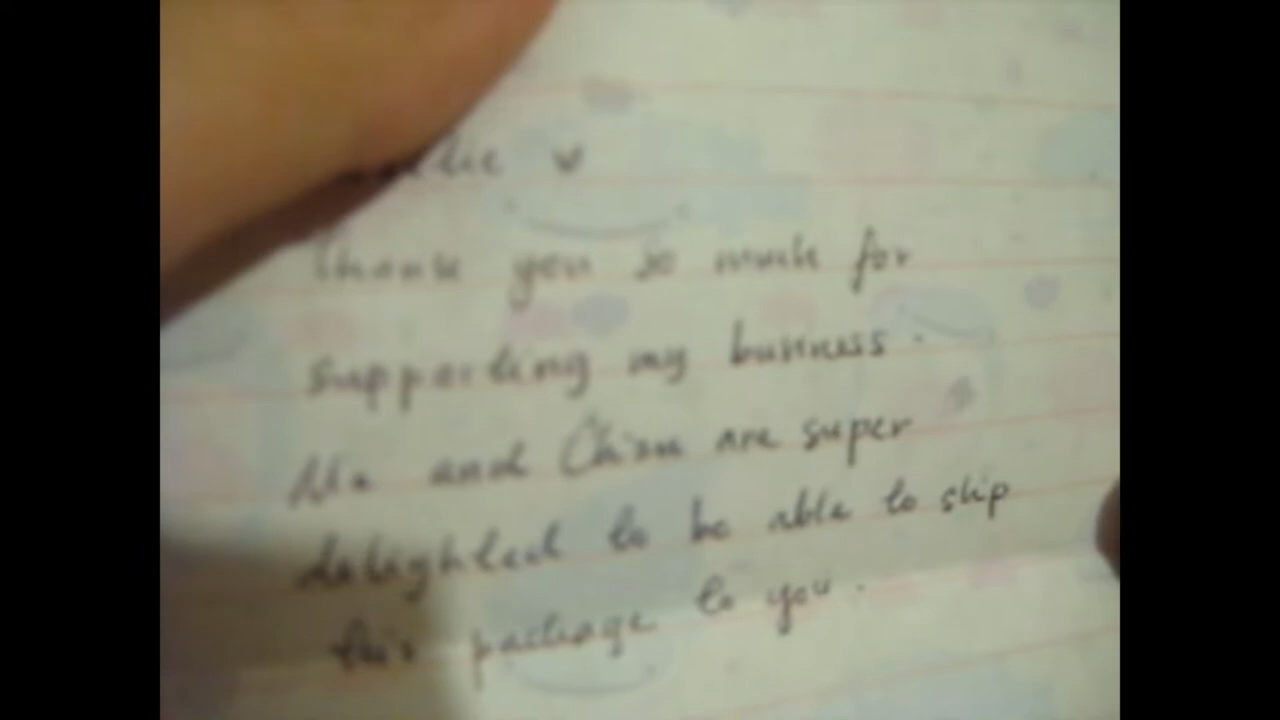 Thank you so much for
supporting my business.
and are super
delighted to be able to ship
this package to you.